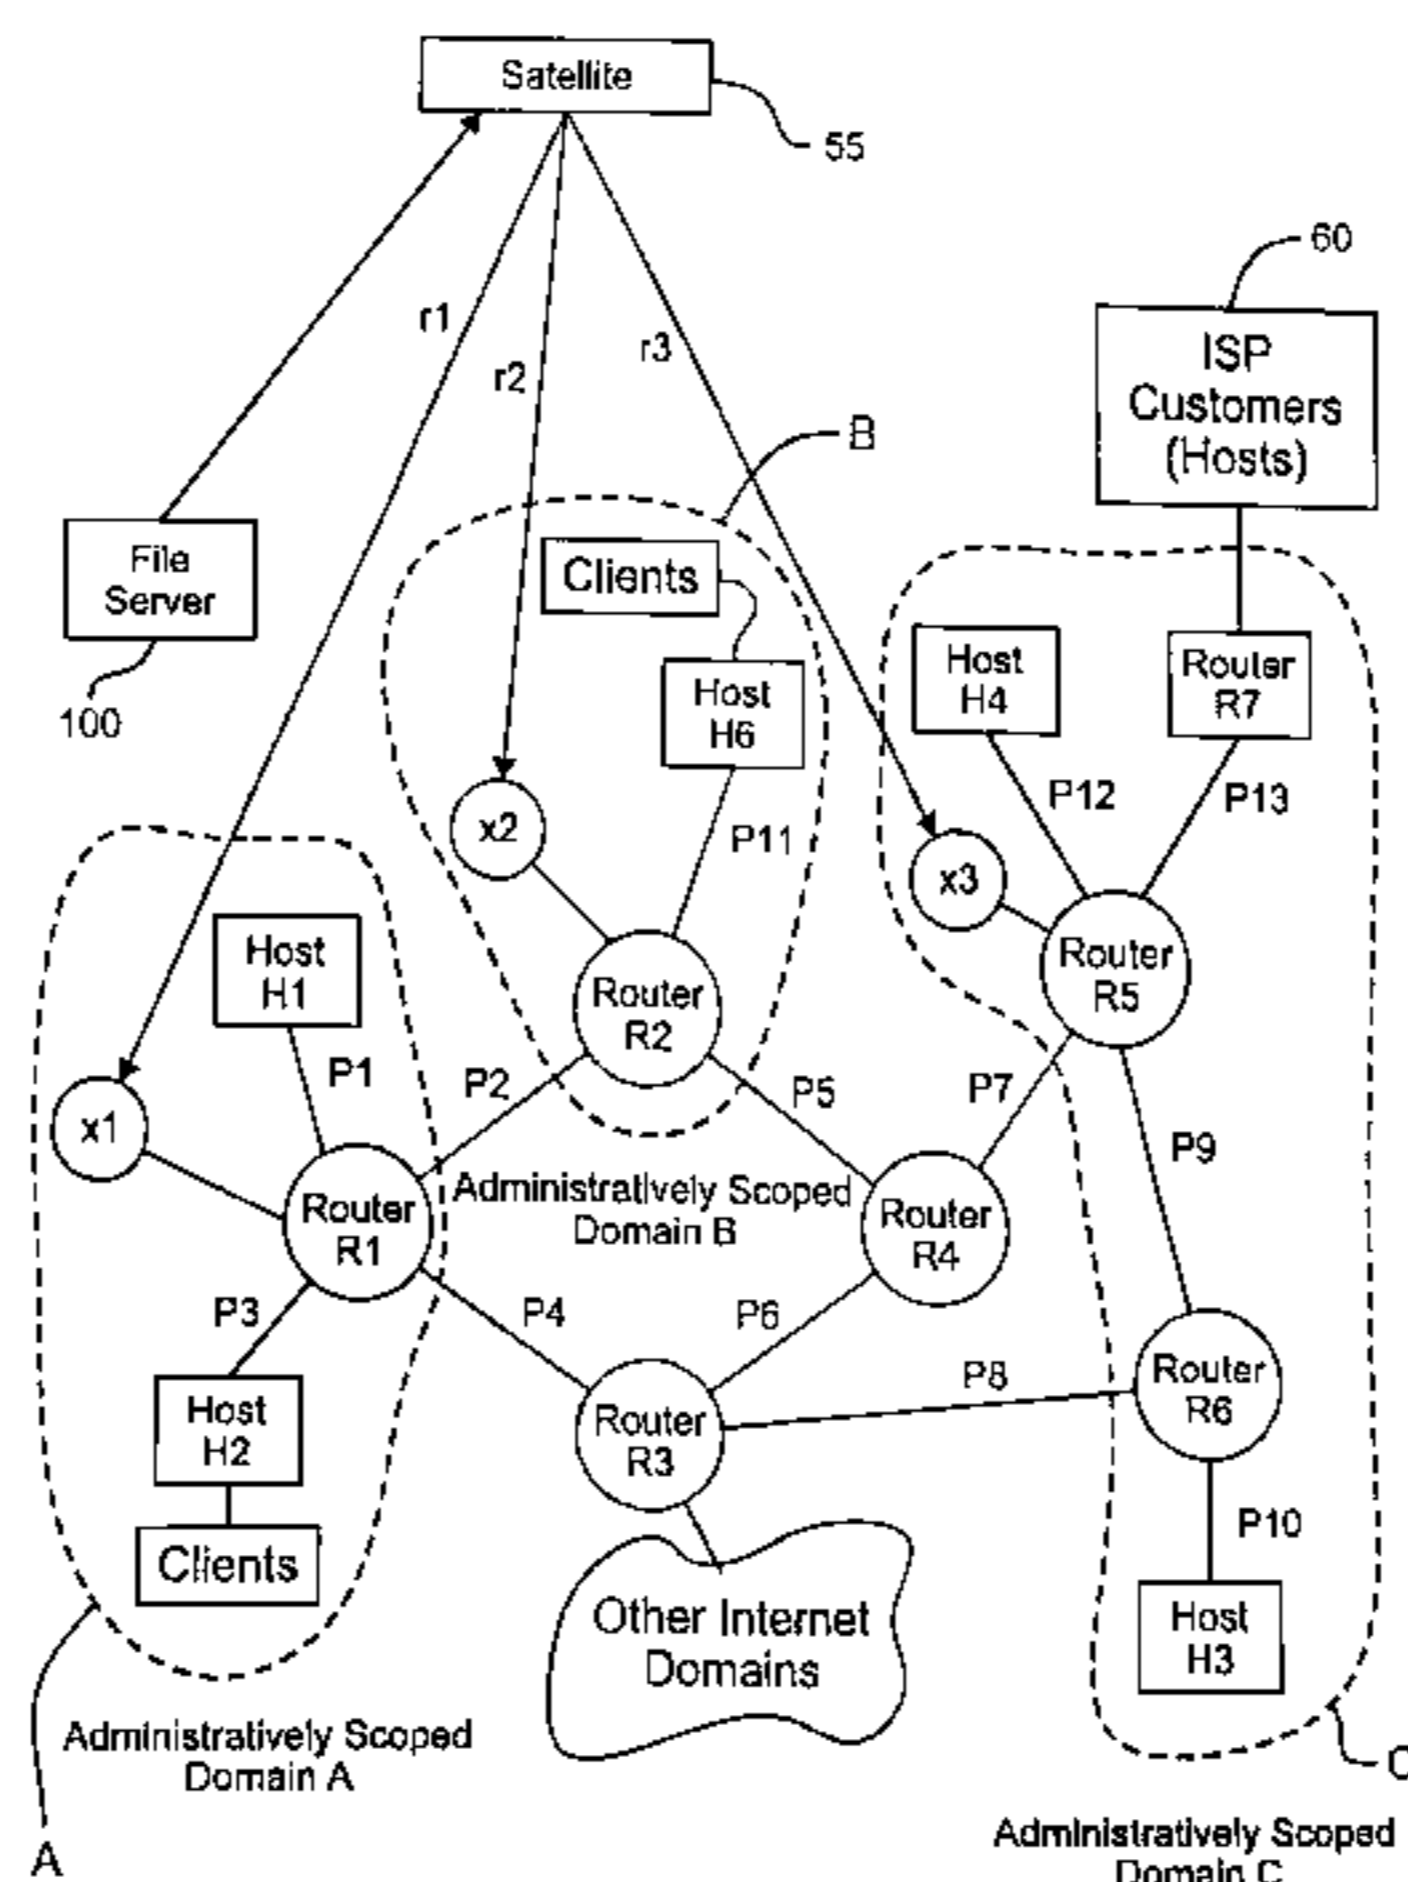 Satellite
55
60
r1
r2
r3
ISP
Customers
(Hosts)
B
File
Server
100
Clients
Host
H6
Host
H4
Router
R7
P12
P13
x2
P11
x3
Host
H1
Router
R2
Router
R5
x1
P1
P2
P5
P7
P9
Router
R1
Administratively Scoped
Domain B
Router
R4
P3
P4
P6
P8
Router
R6
Host
H2
Router
R3
P10
Clients
Other Internet
Domains
Host
H3
Administratively Scoped
Domain A
A
C
Administratively Scoped
Domain C